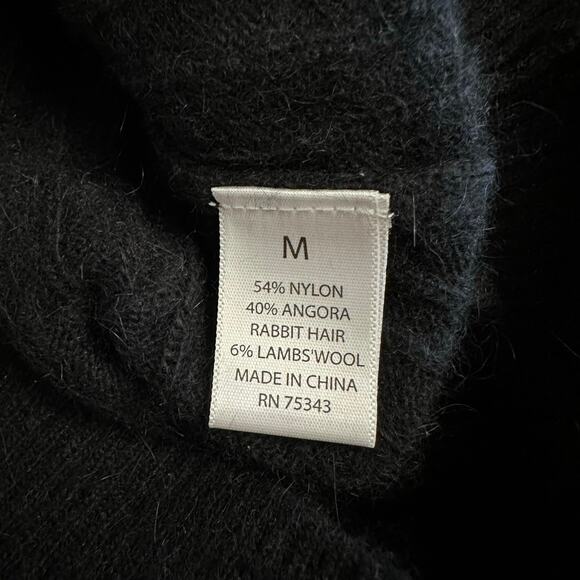 M
54% NYLON
40% ANGORA
RABBIT HAIR
6% LAMBS'WOOL
MADE IN CHINA
RN 75343